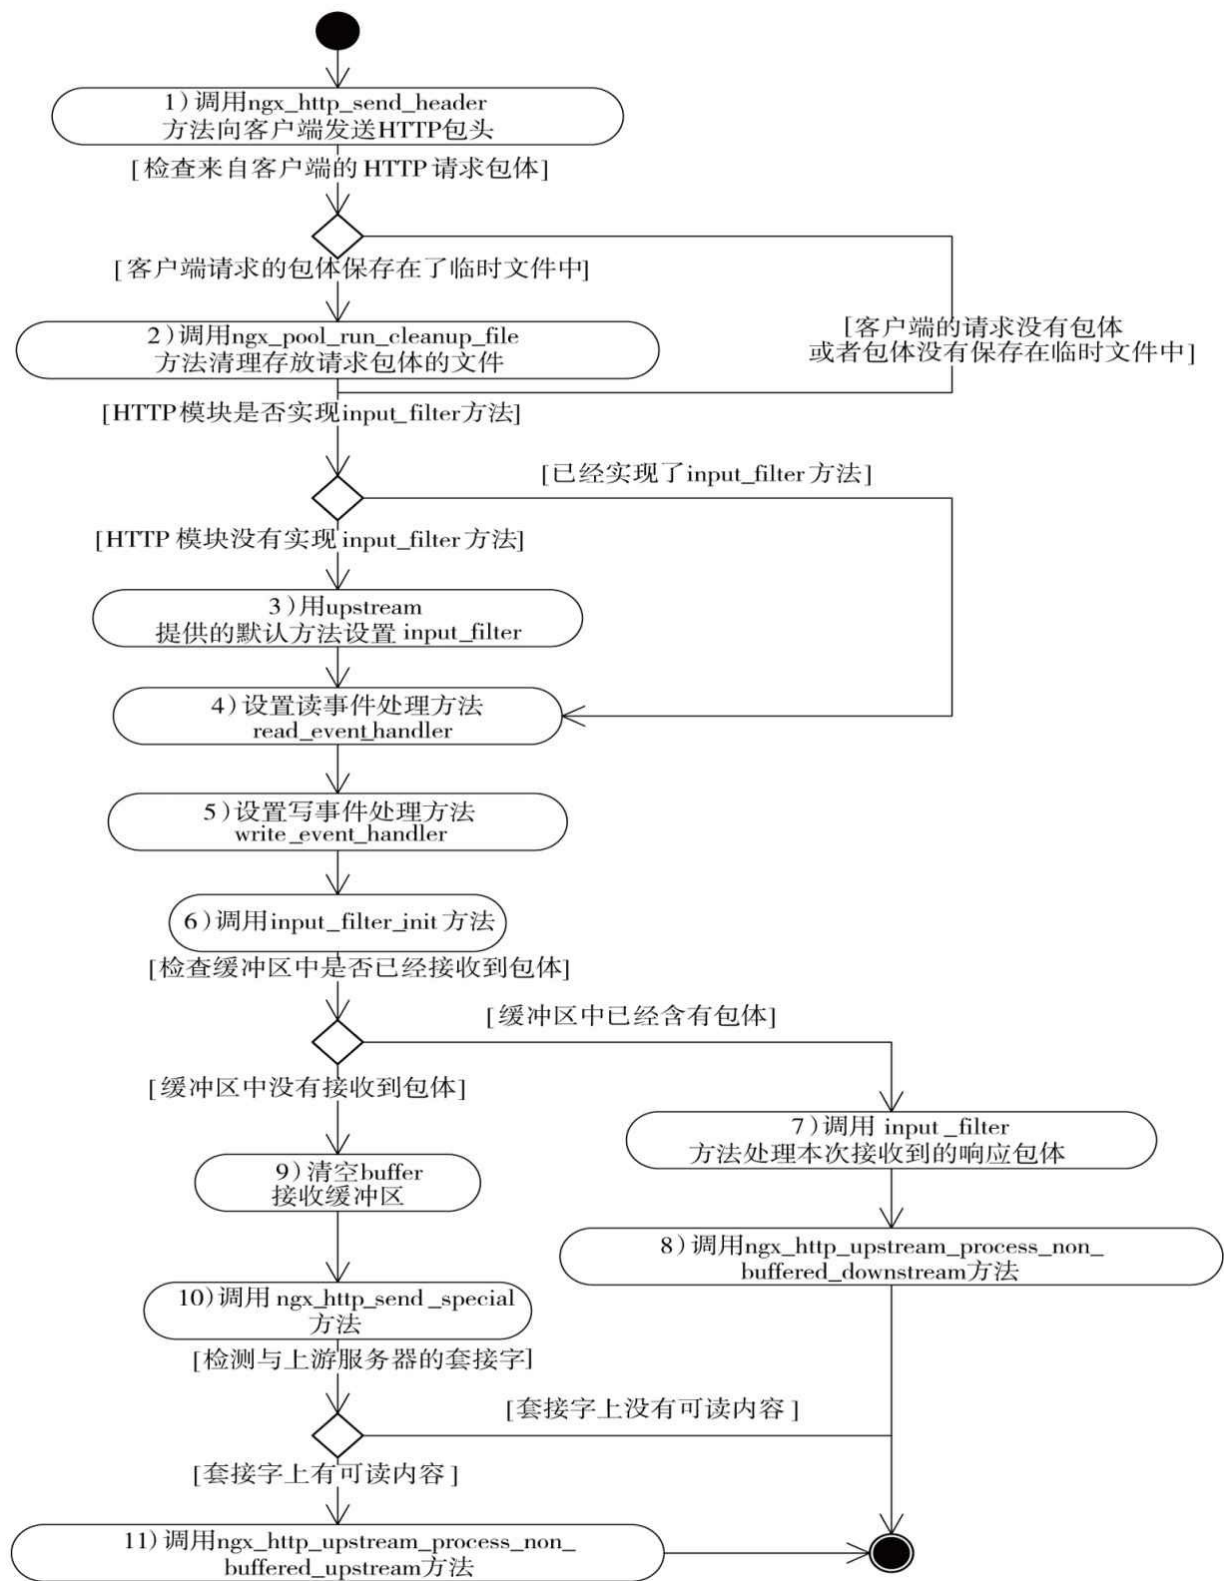 1)调用ngx_http_send_header
方法向客户端发送HTTP包头
[检查来自客户端的HTTP请求包体]
[客户端请求的包体保存在了临时文件中]
2)调用ngx_pool_run_cleanup_file
方法清理存放请求包体的文件
[客户端的请求没有包体
或者包体没有保存在临时文件中]
[HTTP模块是否实现input_filter方法]
[已经实现了input_filter方法]
[HTTP模块没有实现input_filter方法]
3)用upstream
提供的默认方法设置 input_filter
4)设置读事件处理方法
read_event_handler
5)设置写事件处理方法
write_event_handler
6)调用input_filter_init 方法
[检查缓冲区中是否已经接收到包体]
[缓冲区中已经含有包体]
[缓冲区中没有接收到包体]
7)调用 input_filter
方法处理本次接收到的响应包体
9)清空buffer
接收缓冲区
8)调用ngx_http_upstream_process_non_
buffered_downstream方法
10)调用 ngx_http_send_special
方法
[检测与上游服务器的套接字]
[套接字上没有可读内容]
[套接字上有可读内容]
11)调用ngx_http_upstream_process_non_
buffered_upstream方法